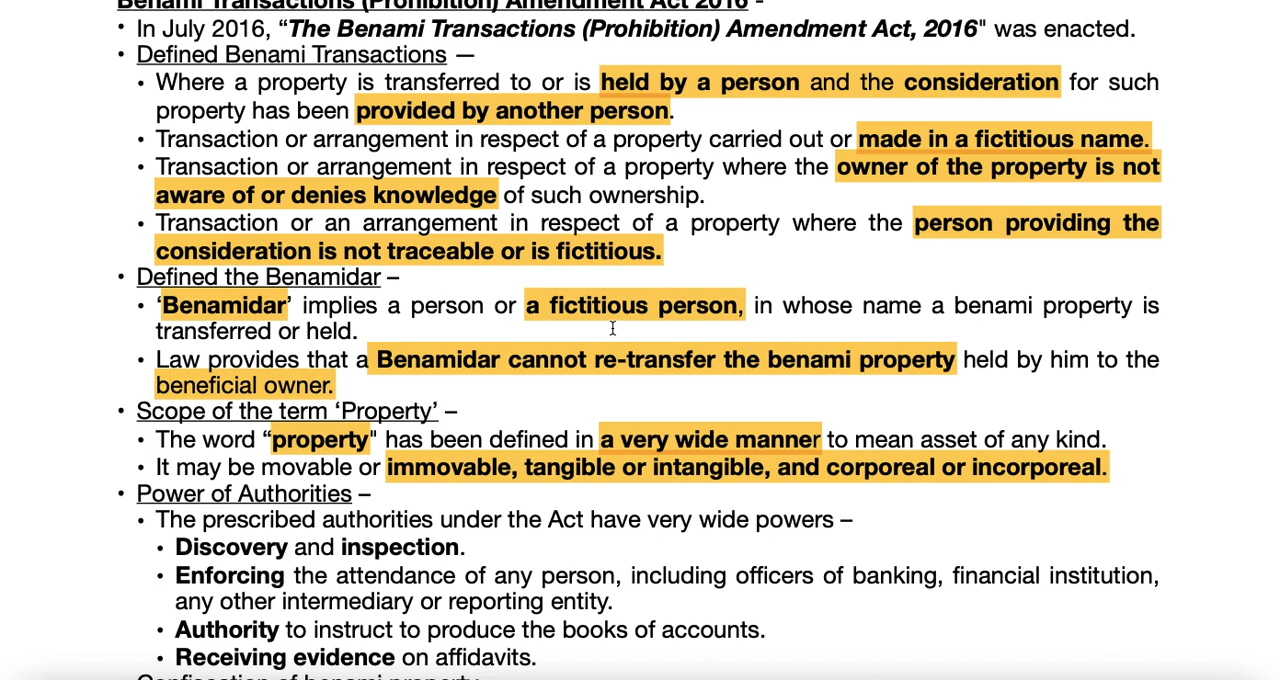 Benami Transactions (Prohibition) Amendment Act 2016 -
• In July 2016, “The Benami Transactions (Prohibition) Amendment Act, 2016" was enacted.
• Defined Benami Transactions —
• Where a property is transferred to or is held by a person and the consideration for such
property has been provided by another person.
• Transaction or arrangement in respect of a property carried out or made in a fictitious name.
• Transaction or arrangement in respect of a property where the owner of the property is not
aware of or denies knowledge of such ownership.
• Transaction or an arrangement in respect of a property where the person providing the
consideration is not traceable or is fictitious.
• Defined the Benamidar –
• ‘Benamidar’ implies a person or a fictitious person, in whose name a benami property is
transferred or held.
• Law provides that a Benamidar cannot re-transfer the benami property held by him to the
beneficial owner.
• Scope of the term ‘Property’ –
• The word “property" has been defined in a very wide manner to mean asset of any kind.
• It may be movable or immovable, tangible or intangible, and corporeal or incorporeal.
• Power of Authorities –
• The prescribed authorities under the Act have very wide powers –
• Discovery and inspection.
• Enforcing the attendance of any person, including officers of banking, financial institution,
any other intermediary or reporting entity.
• Authority to instruct to produce the books of accounts.
• Receiving evidence on affidavits.
Confiscation of benami property